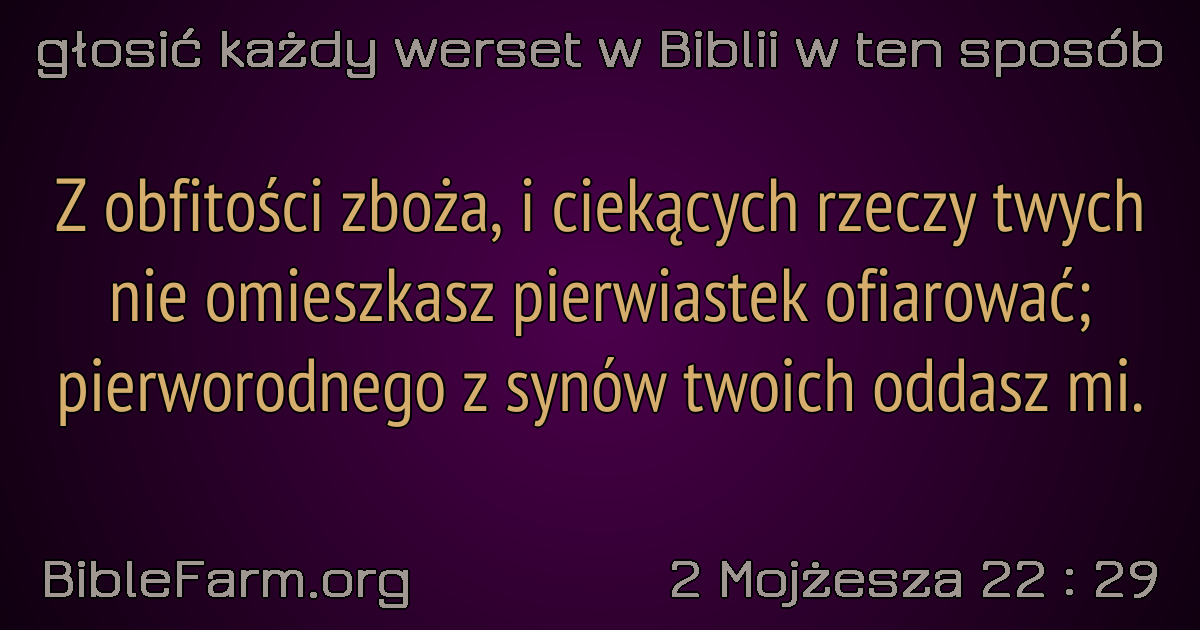 głosić każdy werset w Biblii w ten sposób
Z obfitości zboża, i ciekących rzeczy twych
nie omieszkasz pierwiastek ofiarować;
pierworodnego z synów twoich oddasz mi.
BibleFarm.org
2 Mojżesza 22 : 29